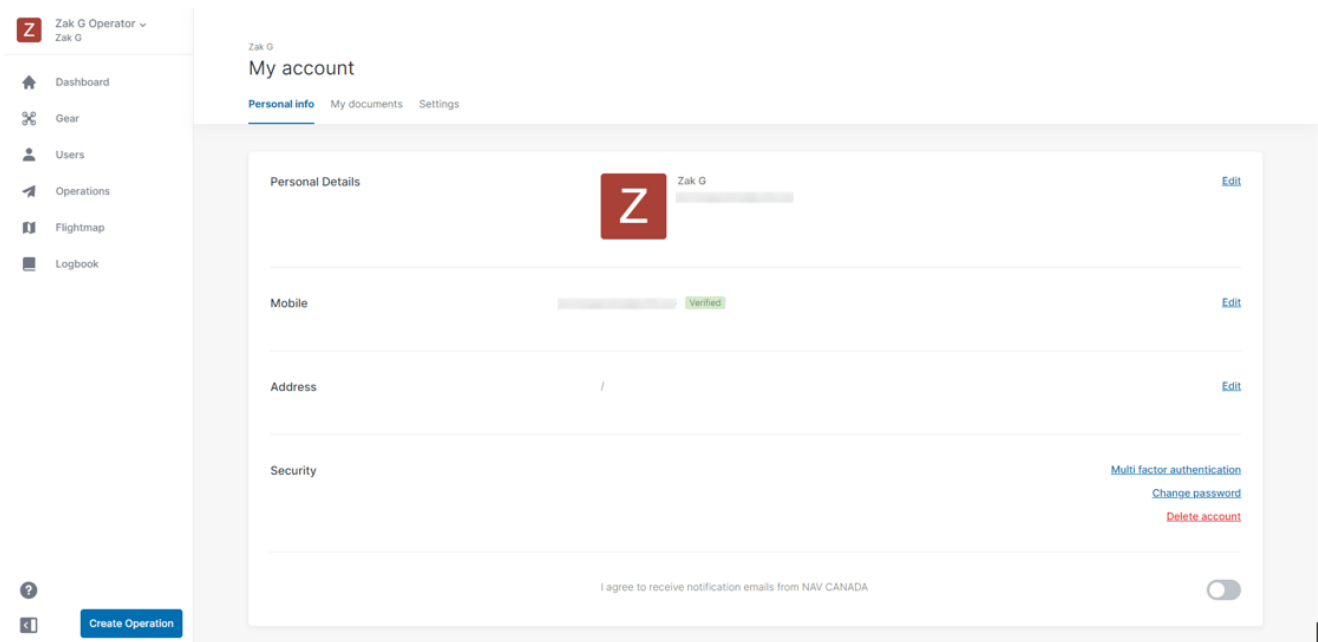 Z
Zak G Operator
Zak G
Dashboard
Gear
Users
Operations
Flightmap
Logbook
?
Create Operation
Zak G
My account
Personal info My documents Settings
Personal Details
Z
Zak G
Edit
Mobile
Verified
Edit
Address
/
Edit
Security
Multi factor authentication
Change password
Delete account
I agree to receive notification emails from NAV CANADA